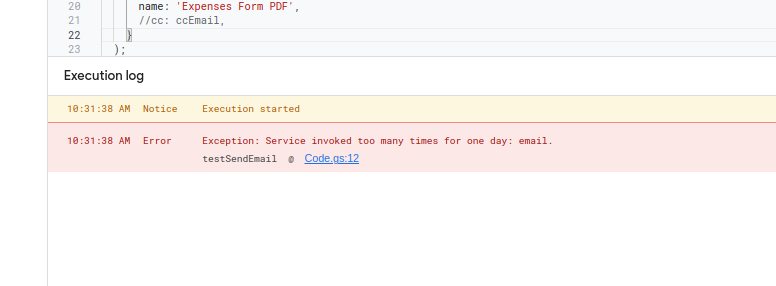 20 name: 'Expenses Form PDF',
21 //cc: ccEmail,
22 }
23 );
Execution log
10:31:38 AM Notice Execution started
10:31:38 AM Error Exception: Service invoked too many times for one day: email.
testSendEmail @ Code.gs:12